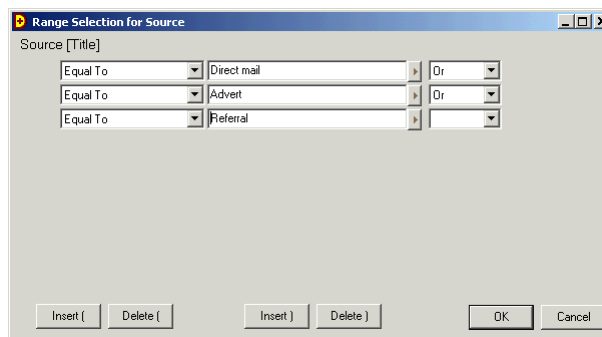 Range Selection for Source
Source [Title]
Equal To Direct mail Or
Equal To Advert Or
Equal To Referral
Insert ( Delete ( Insert ) Delete ) OK Cancel